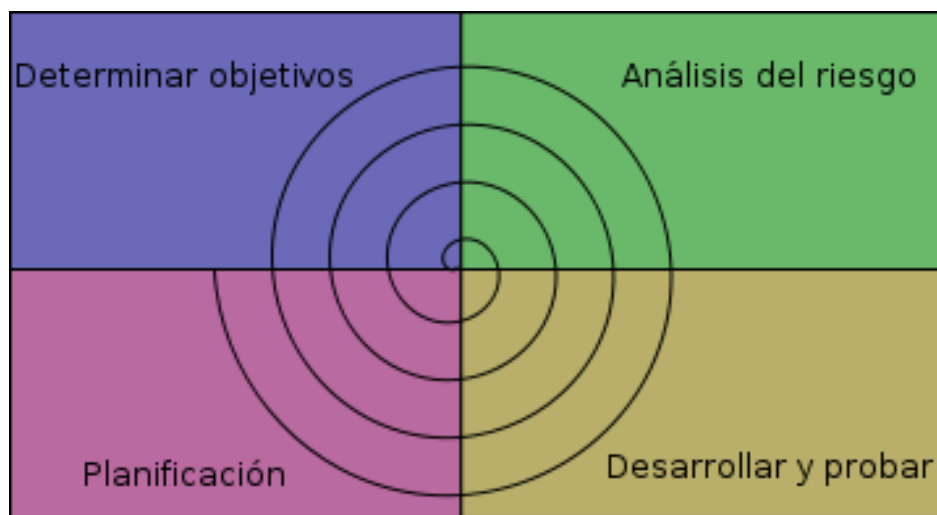 Determinar objetivos
Análisis del riesgo
Planificación
Desarrollar y probar